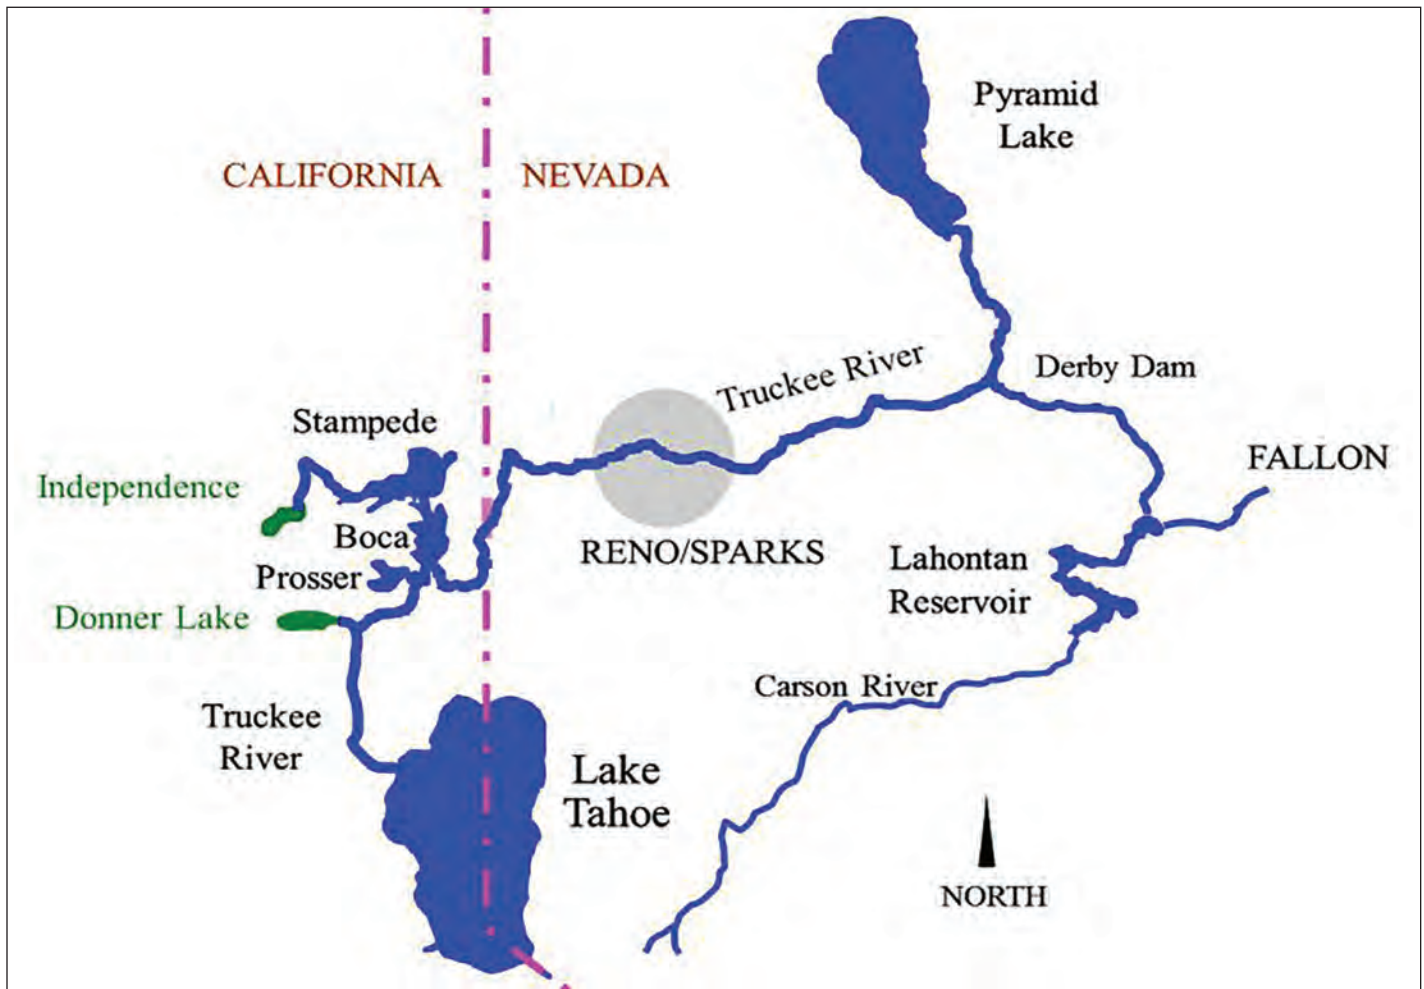 Pyramid
Lake
CALIFORNIA
NEVADA
Truckee River
Derby Dam
Stampede
FALLON
Independence
Boca
RENO/SPARKS
Lahontan
Reservoir
Prosser
Donner Lake
Carson River
Truckee
River
Lake
Tahoe
NORTH